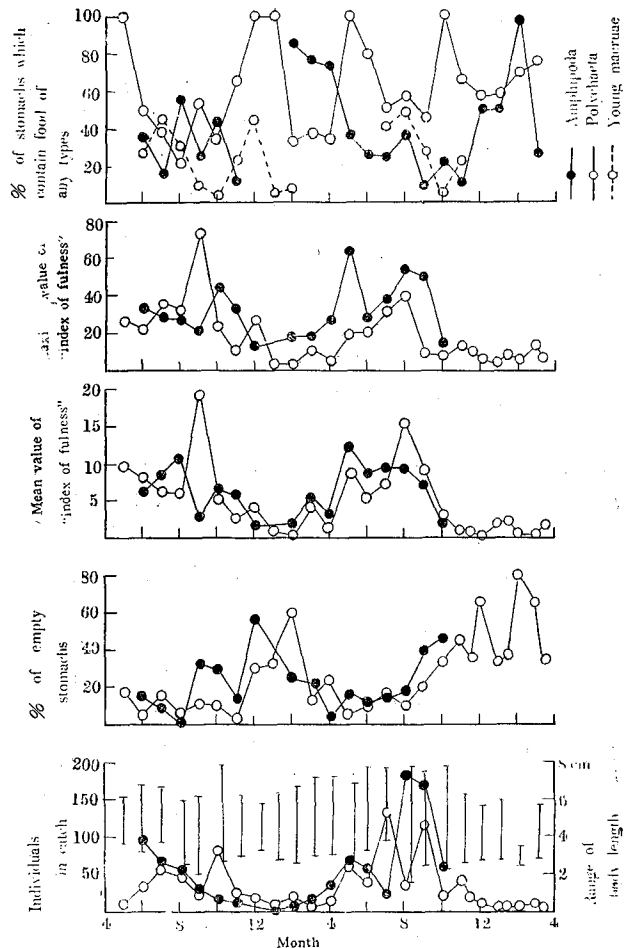 100
80
60
40
20
% of stomachs which
contain food of
any types
Amphipoda
Polychaeta
Young macruae
80
60
40
20
value of
"index of fulness"
20
15
10
5
Mean value of
"index of fulness"
80
60
40
20
% of empty
stomachs
200
150
100
50
Individuals
in catch
8 cm
6
4
2
Range of
body length
4
8
12
4
8
12
4
Month